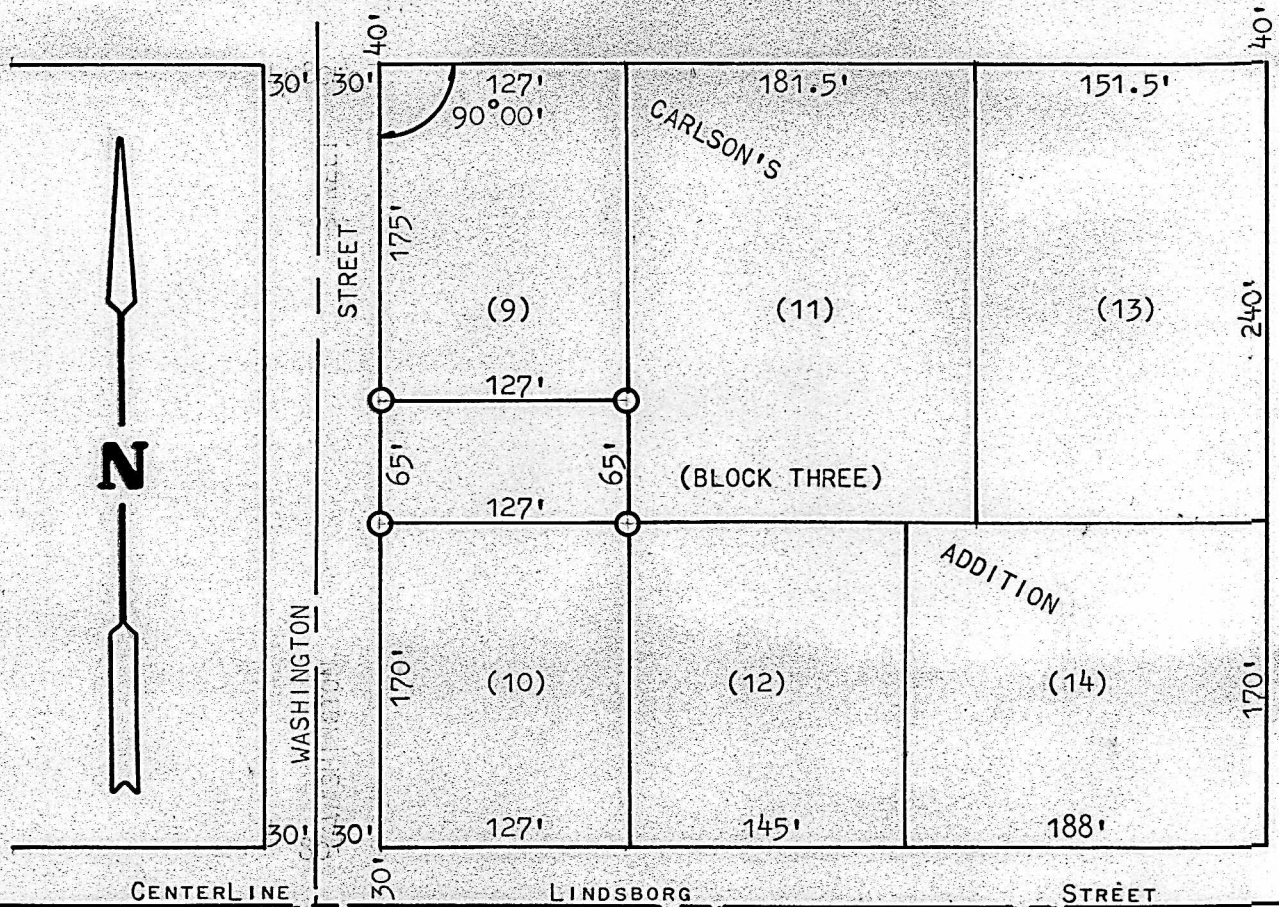 40'
40'
30' 30' 127' 181.5' 151.5'
90°00'
CARLSON'S
175'
STREET
(9) (11) (13)
240'
127'
N
65' 65' (BLOCK THREE)
127'
ADDITION
WASHINGTON
170' (10) (12) (14) 170'
30' 30' 127' 145' 188'
30'
CENTERLINE LINDSBORG STREET